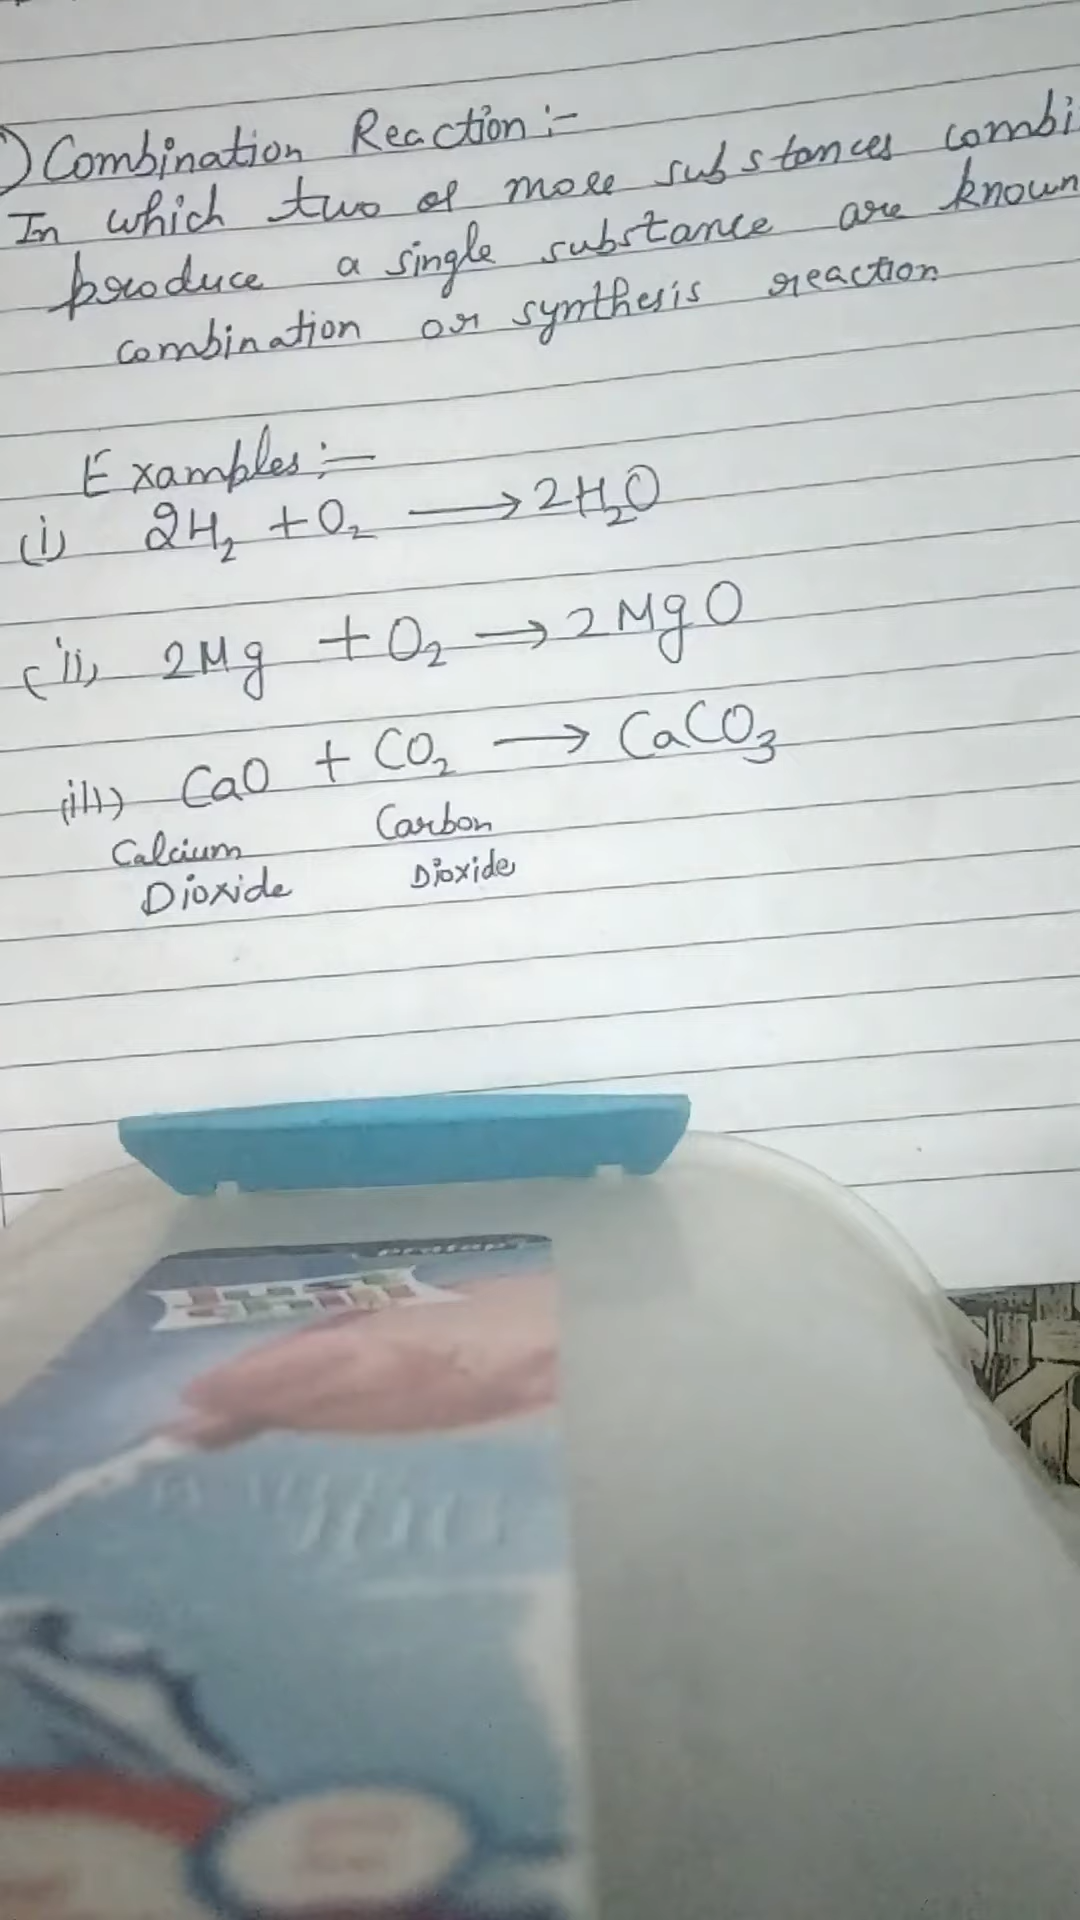 ) Combination Reaction :-
In which two of more substances combi
produce a single substance are known
combination or synthesis reaction
Examples :-
(i) 2H₂ + O₂ ⟶ 2H₂O
(ii) 2Mg + O₂ ⟶ 2MgO
(iii) CaO + CO₂ ⟶ CaCO₃
Calcium Carbon
Dioxide Dioxide